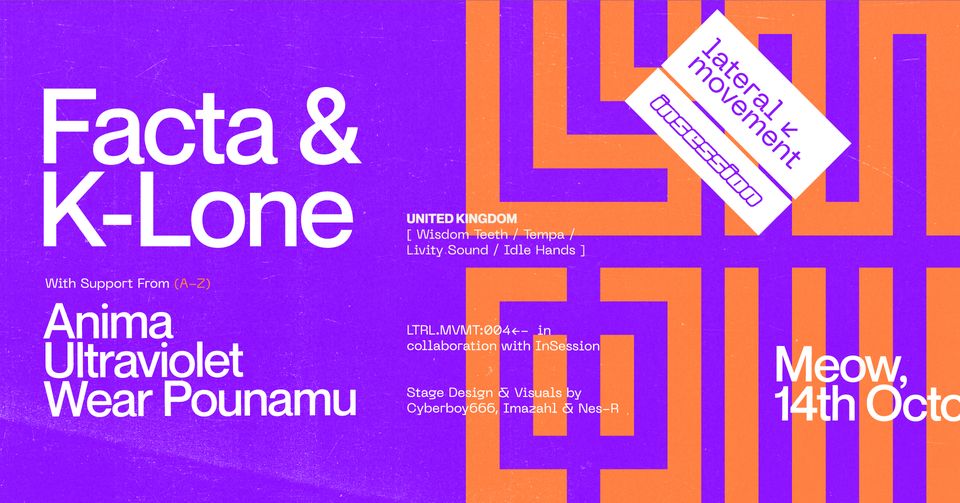 Facta &
K-Lone
With Support From (A-Z)
Anima
Ultraviolet
Wear Pounamu
UNITED KINGDOM
[ Wisdom Teeth / Tempa /
Livity Sound / Idle Hands ]
LTRL.MVMT:004<- in
collaboration with InSession
Stage Design & Visuals by
Cyberboy666, Imazahl & Nes-R
lateral ↸
movement
insession
Meow,
14th Octo